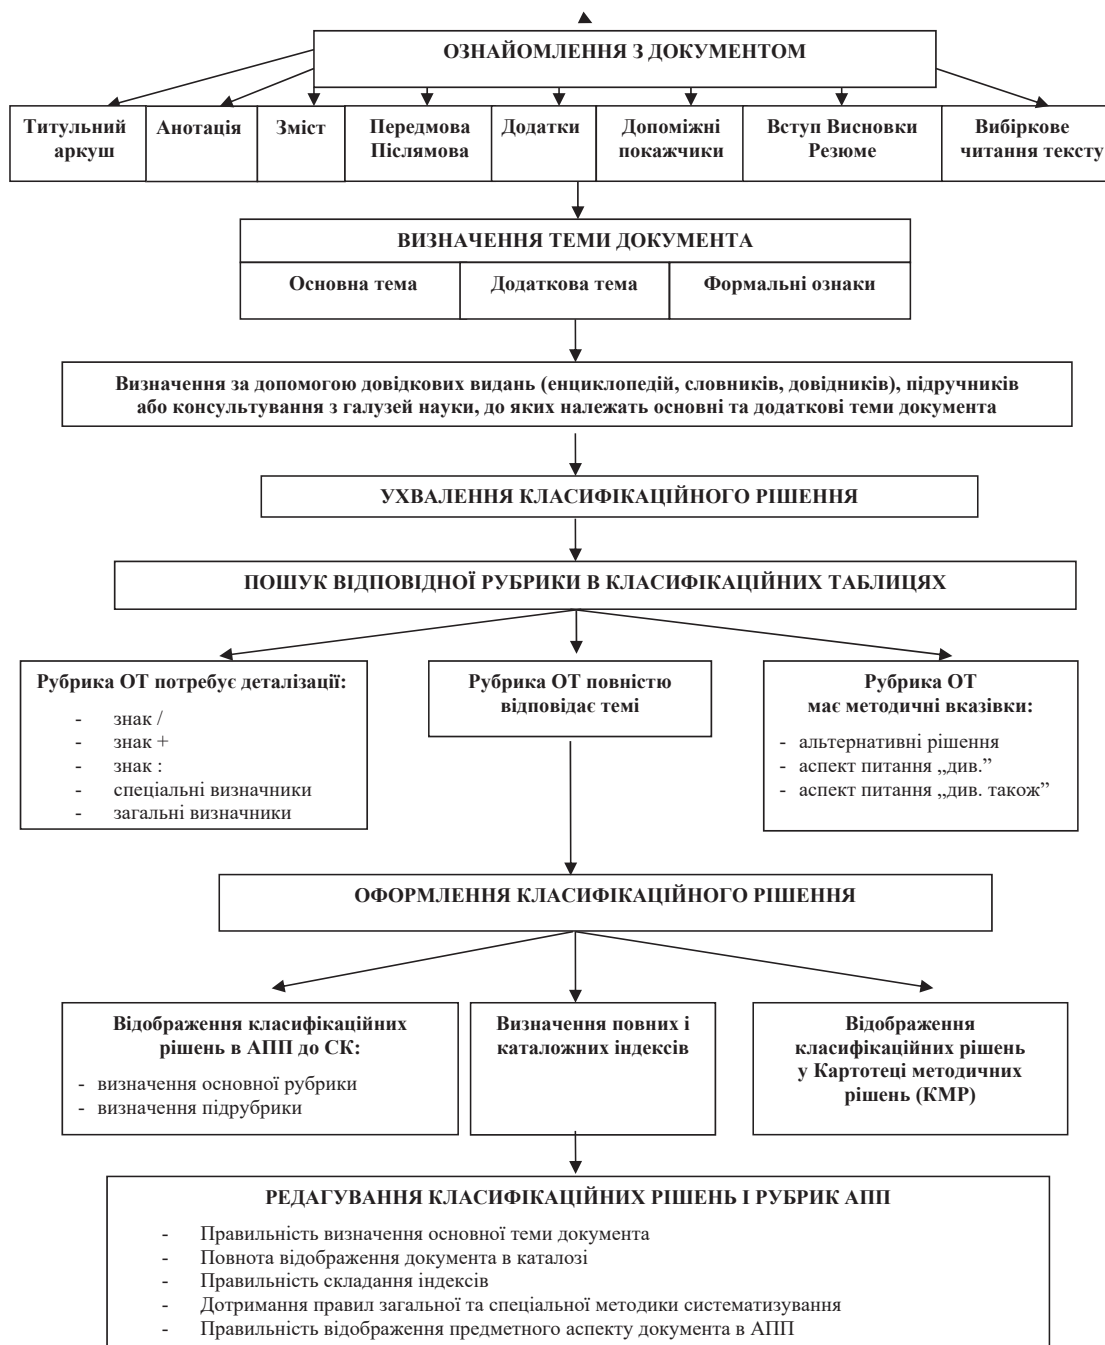 ОЗНАЙОМЛЕННЯ З ДОКУМЕНТОМ
Титульний
аркуш
Анотація
Зміст
Передмова
Післямова
Додатки
Допоміжні
покажчики
Вступ Висновки
Резюме
Вибіркове
читання тексту
ВИЗНАЧЕННЯ ТЕМИ ДОКУМЕНТА
Основна тема
Додаткова тема
Формальні ознаки
Визначення за допомогою довідкових видань (енциклопедій, словників, довідників), підручників
або консультування з галузей науки, до яких належать основні та додаткові теми документа
УХВАЛЕННЯ КЛАСИФІКАЦІЙНОГО РІШЕННЯ
ПОШУК ВІДПОВІДНОЇ РУБРИКИ В КЛАСИФІКАЦІЙНИХ ТАБЛИЦЯХ
Рубрика ОТ потребує деталізації:
- знак /
- знак +
- знак :
- спеціальні визначники
- загальні визначники
Рубрика ОТ повністю
відповідає темі
Рубрика ОТ
має методичні вказівки:
- альтернативні рішення
- аспект питання „див.”
- аспект питання „див. також”
ОФОРМЛЕННЯ КЛАСИФІКАЦІЙНОГО РІШЕННЯ
Відображення класифікаційних
рішень в АПП до СК:
- визначення основної рубрики
- визначення підрубрики
Визначення повних і
каталожних індексів
Відображення
класифікаційних рішень
у Картотеці методичних
рішень (КМР)
РЕДАГУВАННЯ КЛАСИФІКАЦІЙНИХ РІШЕНЬ І РУБРИК АПП
- Правильність визначення основної теми документа
- Повнота відображення документа в каталозі
- Правильність складання індексів
- Дотримання правил загальної та спеціальної методики систематизування
- Правильність відображення предметного аспекту документа в АПП